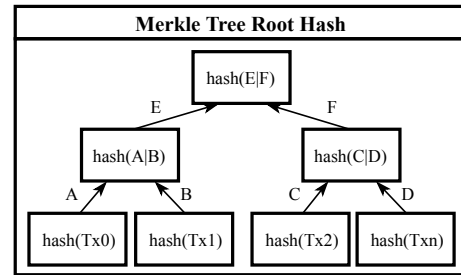 Merkle Tree Root Hash
hash(E|F)
E
F
hash(A|B)
hash(C|D)
A
B
C
D
hash(Tx0)
hash(Tx1)
hash(Tx2)
hash(Txn)